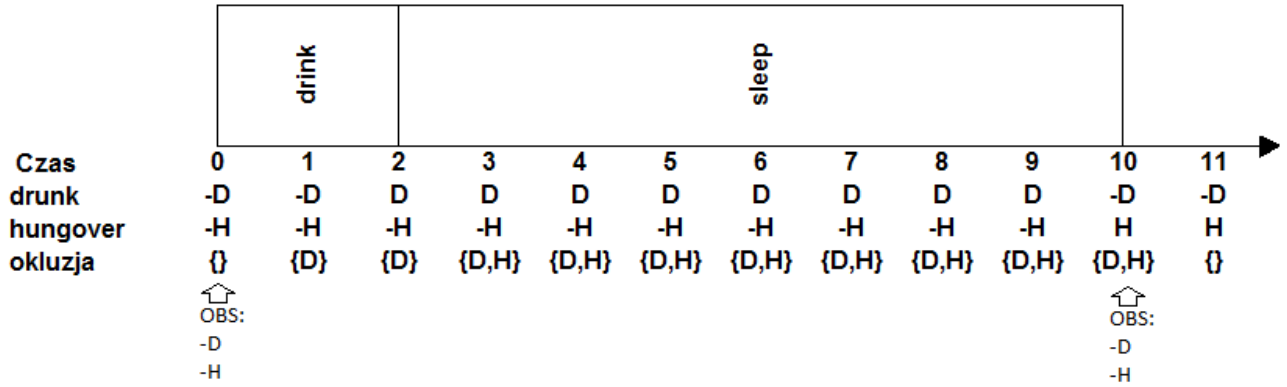 drink
sleep
Czas 0 1 2 3 4 5 6 7 8 9 10 11
drunk -D -D D D D D D D D D -D -D
hungover -H -H -H -H -H -H -H -H -H -H H H
okluzja {} {D} {D} {D,H} {D,H} {D,H} {D,H} {D,H} {D,H} {D,H} {D,H} {}
OBS: OBS:
-D -D
-H -H